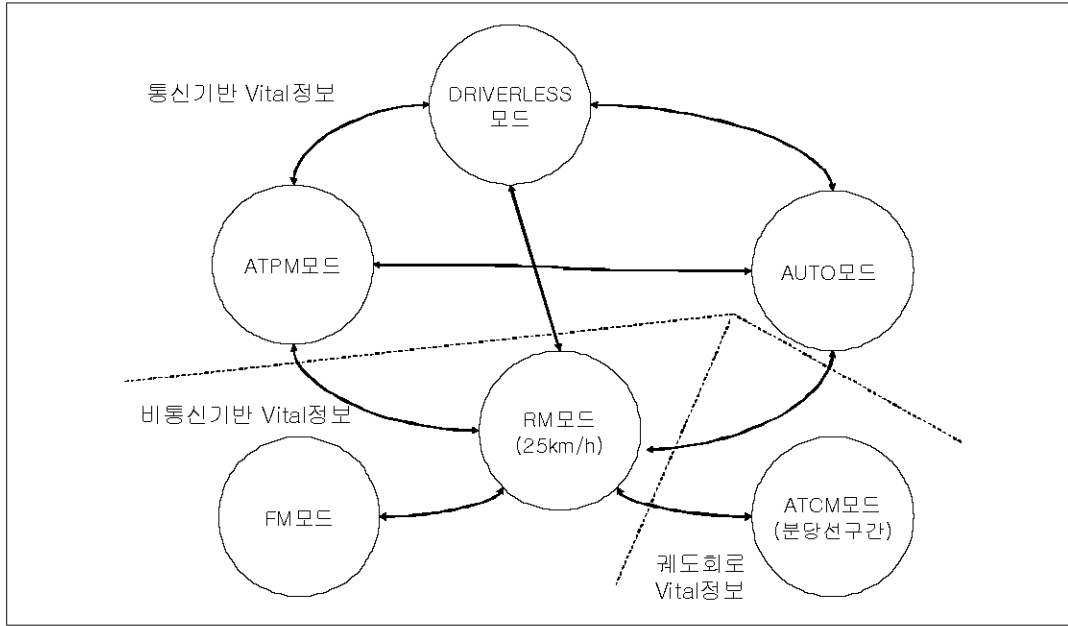 통신기반 Vital정보
DRIVERLESS
모드
ATPM모드
AUTO모드
비통신기반 Vital정보
RM모드
(25km/h)
FM모드
ATCM모드
(분당선구간)
궤도회로
Vital정보